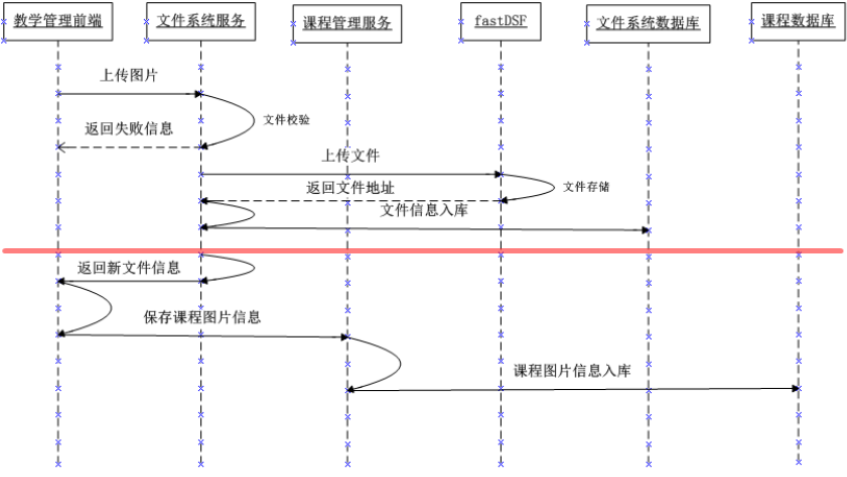 教学管理前端
文件系统服务
课程管理服务
fastDSF
文件系统数据库
课程数据库
上传图片
文件校验
返回失败信息
上传文件
返回文件地址
文件存储
文件信息入库
返回新文件信息
保存课程图片信息
课程图片信息入库